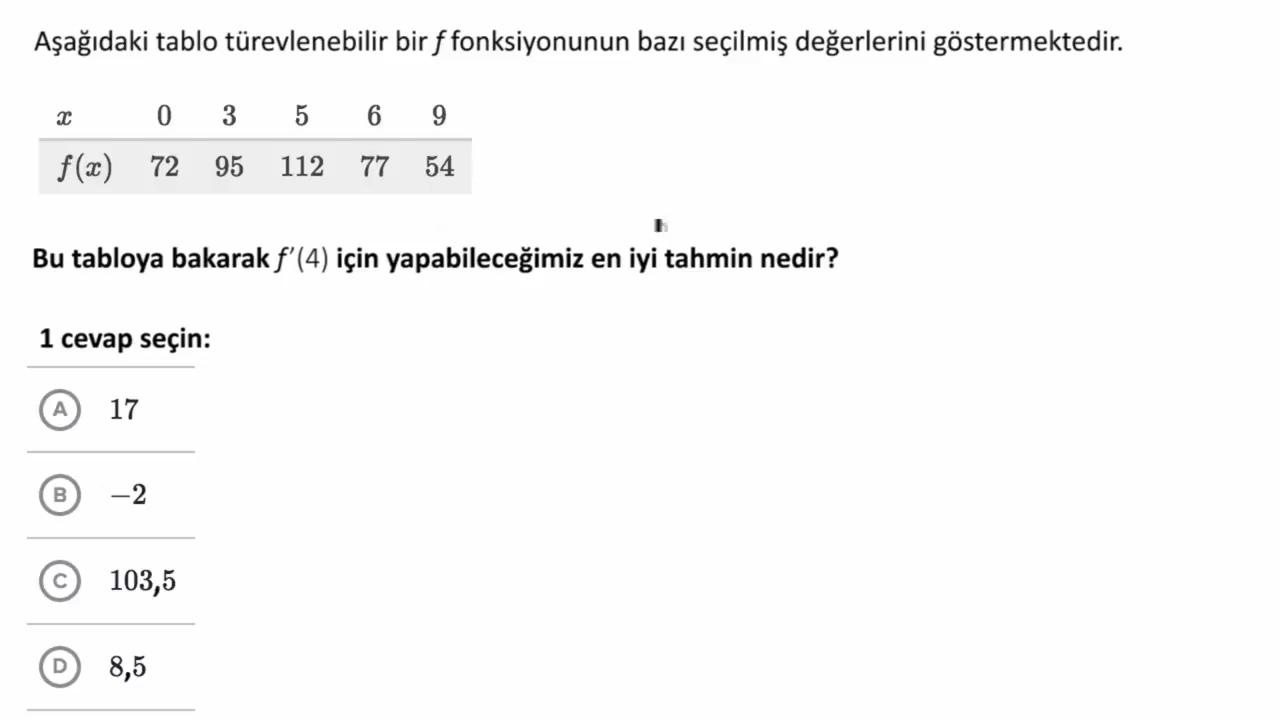 Aşağıdaki tablo türevlenebilir bir f fonksiyonunun bazı seçilmiş değerlerini göstermektedir.
x 0 3 5 6 9
f(x) 72 95 112 77 54
Bu tabloya bakarak f′(4) için yapabileceğimiz en iyi tahmin nedir?
1 cevap seçin:
A 17
B −2
C 103,5
D 8,5